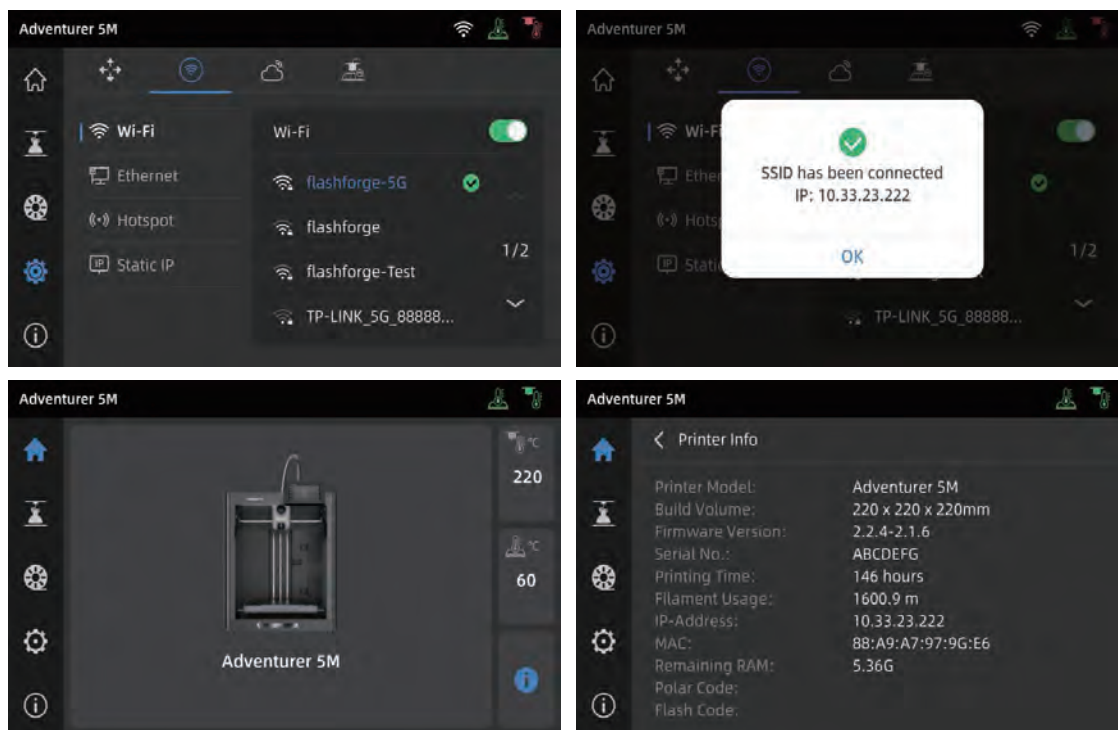 Adventurer 5M
Wi-Fi
Ethernet
Hotspot
IP Static IP
Wi-Fi
flashforge-5G
flashforge
flashforge-Test
TP-LINK_5G_88888...
1/2
Adventurer 5M
Wi-Fi
Ether
Hots
IP Stati
SSID has been connected
IP: 10.33.23.222
OK
1/2
TP-LINK_5G_88888...
Adventurer 5M
Adventurer 5M
°C
220
°C
60
Adventurer 5M
Printer Info
Printer Model: Adventurer 5M
Build Volume: 220 x 220 x 220mm
Firmware Version: 2.2.4-2.1.6
Serial No.: ABCDEFG
Printing Time: 146 hours
Filament Usage: 1600.9 m
IP-Address: 10.33.23.222
MAC: 88:A9:A7:97:9G:E6
Remaining RAM: 5.36G
Polar Code:
Flash Code: